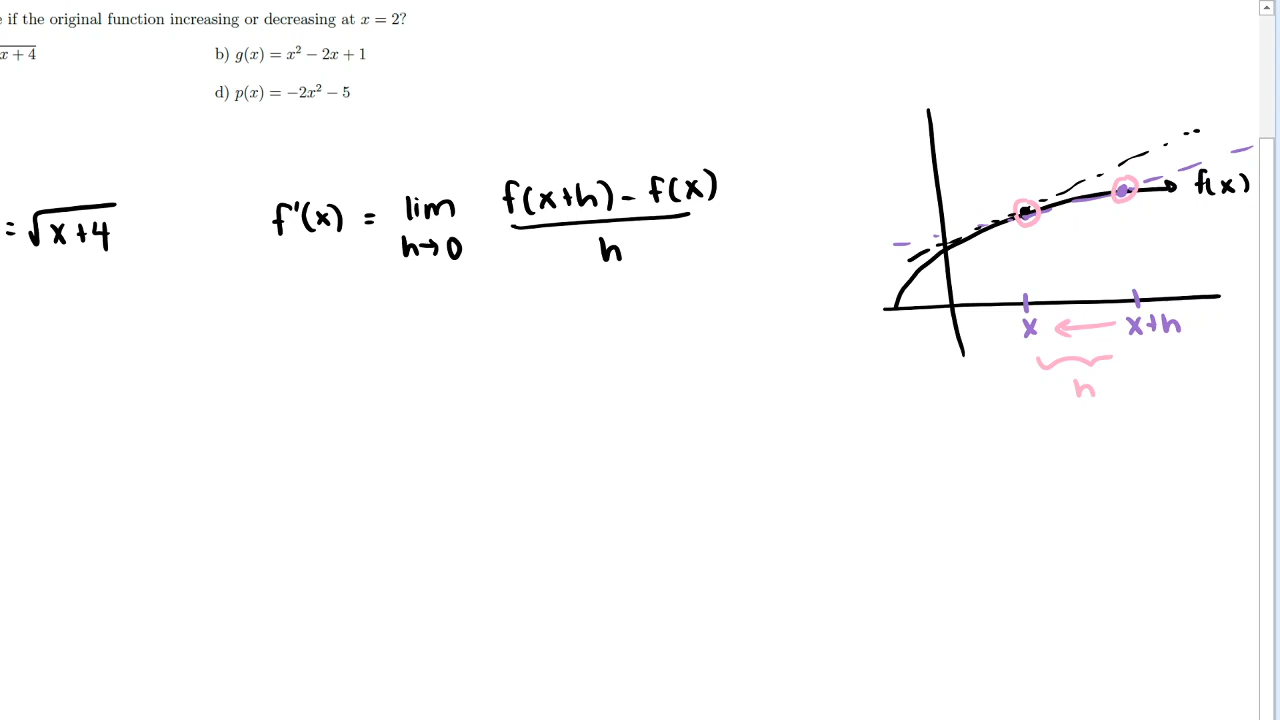 e if the original function increasing or decreasing at x = 2?
x + 4
b) g(x) = x² − 2x + 1
d) p(x) = −2x² − 5
= √x+4
f'(x) = lim h→0 f(x+h) - f(x) / h
f(x)
x
x+h
h